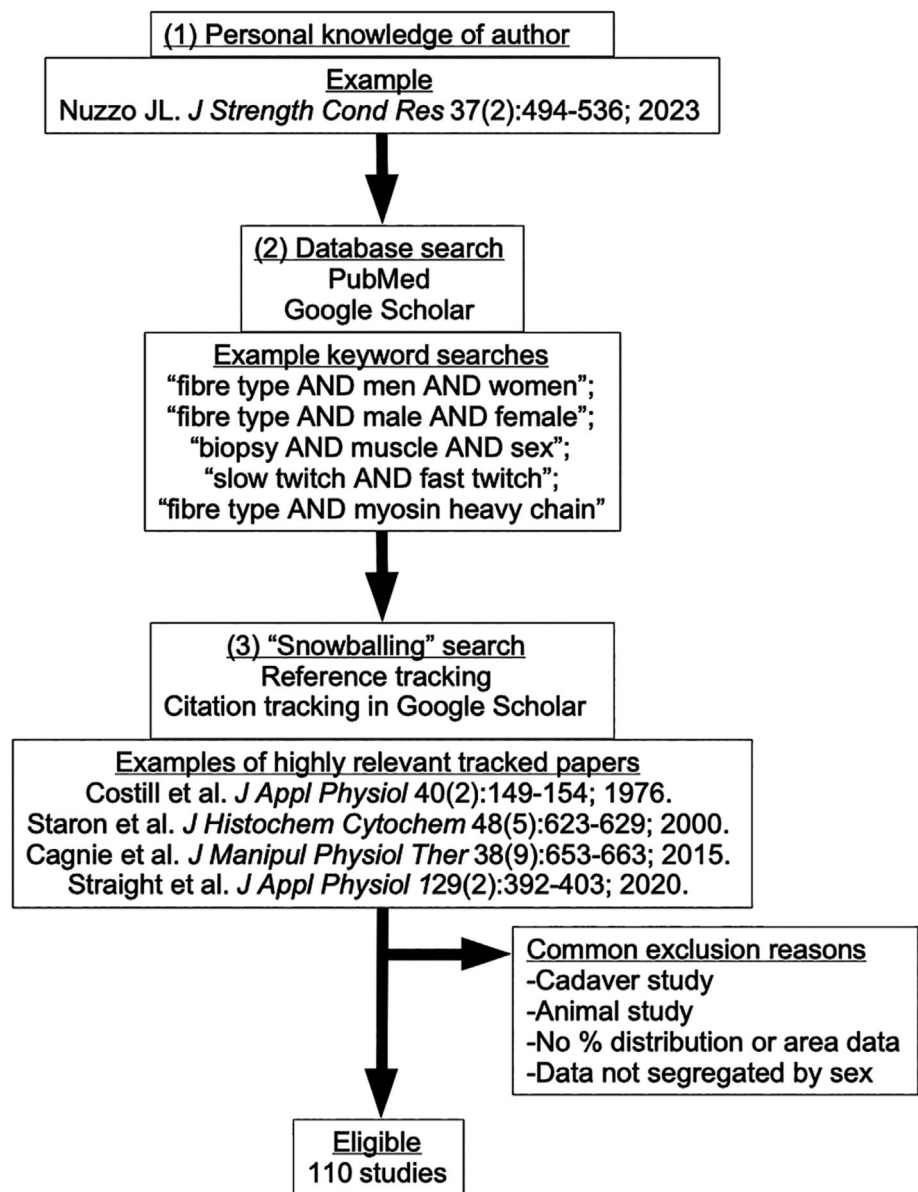 (1) Personal knowledge of author
Example
Nuzzo JL. J Strength Cond Res 37(2):494-536; 2023
(2) Database search
PubMed
Google Scholar
Example keyword searches
“fibre type AND men AND women”;
“fibre type AND male AND female”;
“biopsy AND muscle AND sex”;
“slow twitch AND fast twitch”;
“fibre type AND myosin heavy chain”
(3) “Snowballing” search
Reference tracking
Citation tracking in Google Scholar
Examples of highly relevant tracked papers
Costill et al. J Appl Physiol 40(2):149-154; 1976.
Staron et al. J Histochem Cytochem 48(5):623-629; 2000.
Cagnie et al. J Manipul Physiol Ther 38(9):653-663; 2015.
Straight et al. J Appl Physiol 129(2):392-403; 2020.
Common exclusion reasons
-Cadaver study
-Animal study
-No % distribution or area data
-Data not segregated by sex
Eligible
110 studies